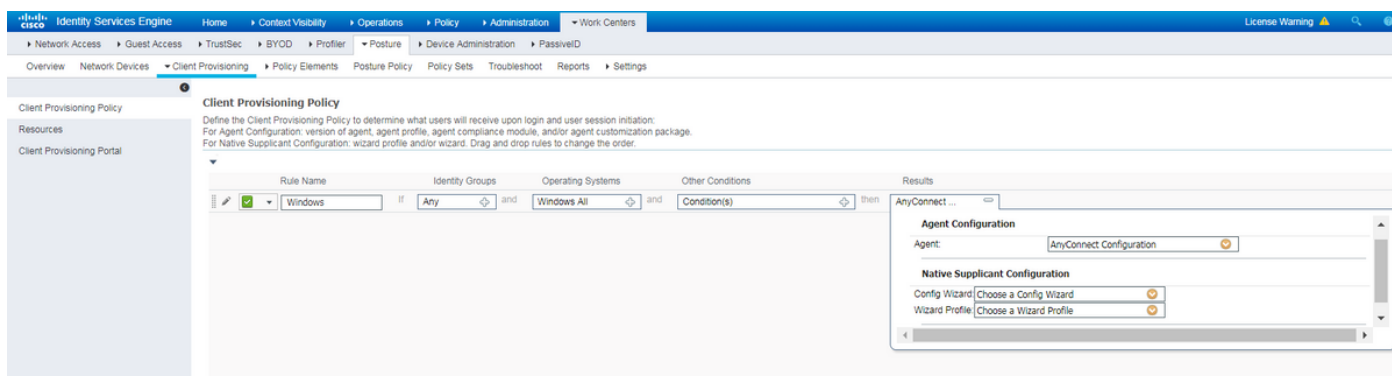 cisco Identity Services Engine Home Context Visibility Operations Policy Administration Work Centers License Warning
Network Access Guest Access TrustSec BYOD Profiler Posture Device Administration PassiveID
Overview Network Devices Client Provisioning Policy Elements Posture Policy Policy Sets Troubleshoot Reports Settings
Client Provisioning Policy
Resources
Client Provisioning Portal
Client Provisioning Policy
Define the Client Provisioning Policy to determine what users will receive upon login and user session initiation:
For Agent Configuration: version of agent, agent profile, agent compliance module, and/or agent customization package.
For Native Supplicant Configuration: wizard profile and/or wizard. Drag and drop rules to change the order.
Rule Name Identity Groups Operating Systems Other Conditions Results
Windows If Any and Windows All and Condition(s) then AnyConnect ...
Agent Configuration
Agent: AnyConnect Configuration
Native Supplicant Configuration
Config Wizard: Choose a Config Wizard
Wizard Profile: Choose a Wizard Profile